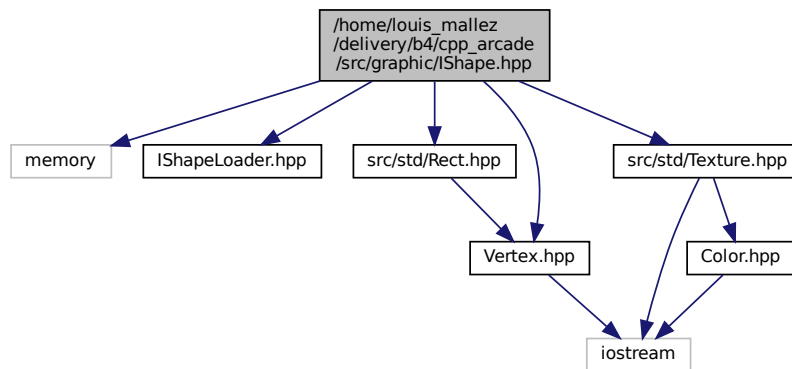 /home/louis_mallez
/delivery/b4/cpp_arcade
/src/graphic/IShape.hpp
memory
IShapeLoader.hpp
src/std/Rect.hpp
src/std/Texture.hpp
Vertex.hpp
Color.hpp
iostream